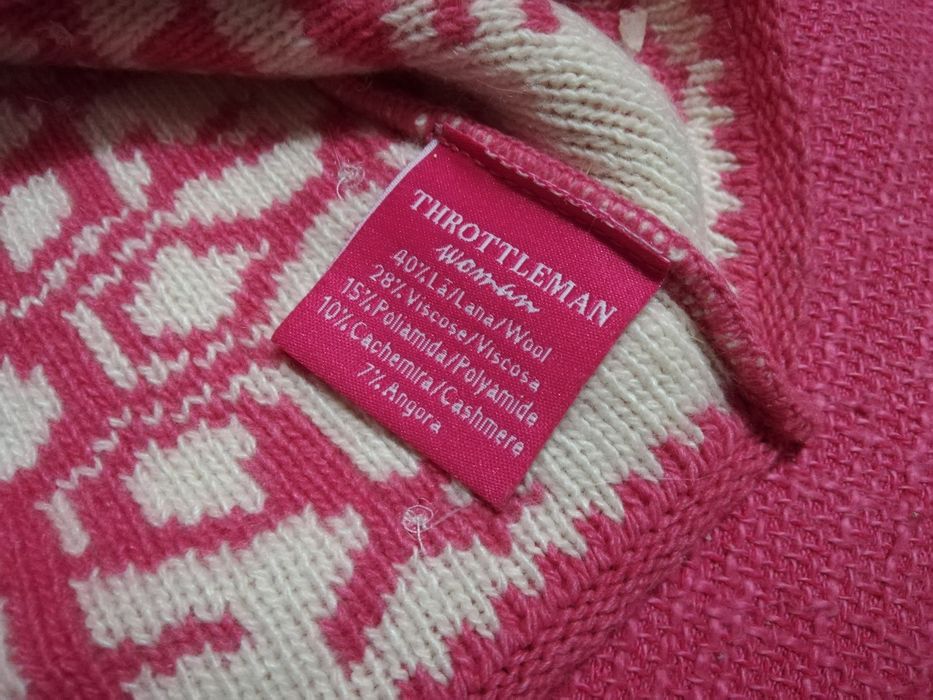 THROTTLEMAN
woman
40%Lã/Lana/Wool
28%Viscose/Viscosa
15%Poliamida/Polyamide
10%Cachemira/Cashmere
7%Angora